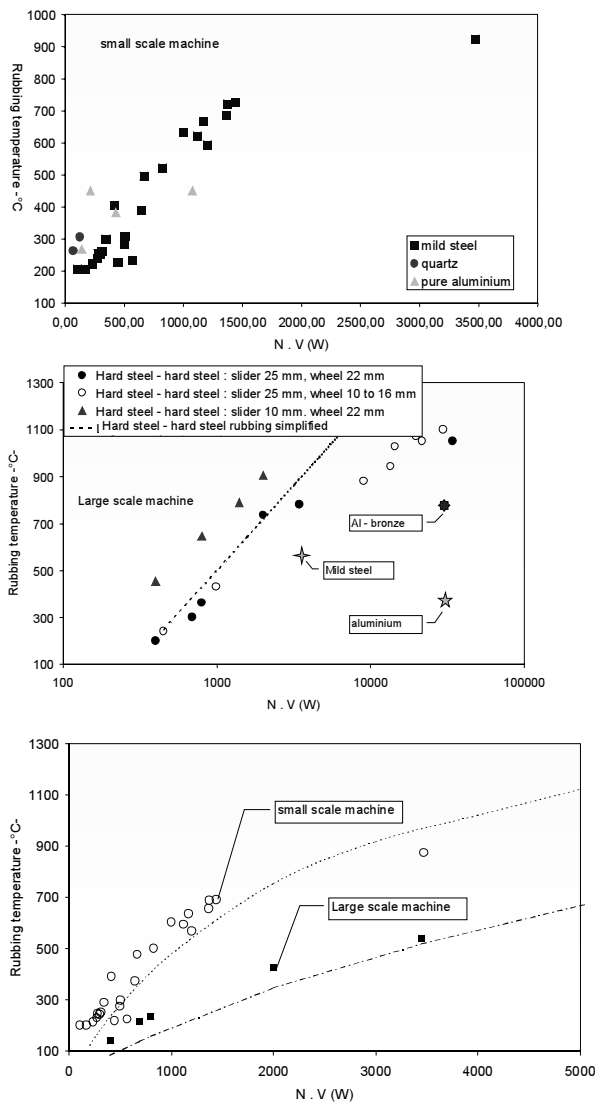 1000
900
800
700
600
500
400
300
200
100
Rubbing temperature -°C
small scale machine
mild steel
quartz
pure aluminium
0,00 500,00 1000,00 1500,00 2000,00 2500,00 3000,00 3500,00 4000,00
N . V (W)
Hard steel - hard steel : slider 25 mm, wheel 22 mm
Hard steel - hard steel : slider 25 mm, wheel 10 to 16 mm
Hard steel - hard steel : slider 10 mm. wheel 22 mm
Hard steel - hard steel rubbing simplified
1300
1100
900
700
500
300
100
Rubbing temperature -°C-
Large scale machine
Al - bronze
Mild steel
aluminium
100 1000 10000 100000
N . V (W)
1300
1100
900
700
500
300
100
Rubbing temperature -°C-
small scale machine
Large scale machine
0 1000 2000 3000 4000 5000
N . V (W)